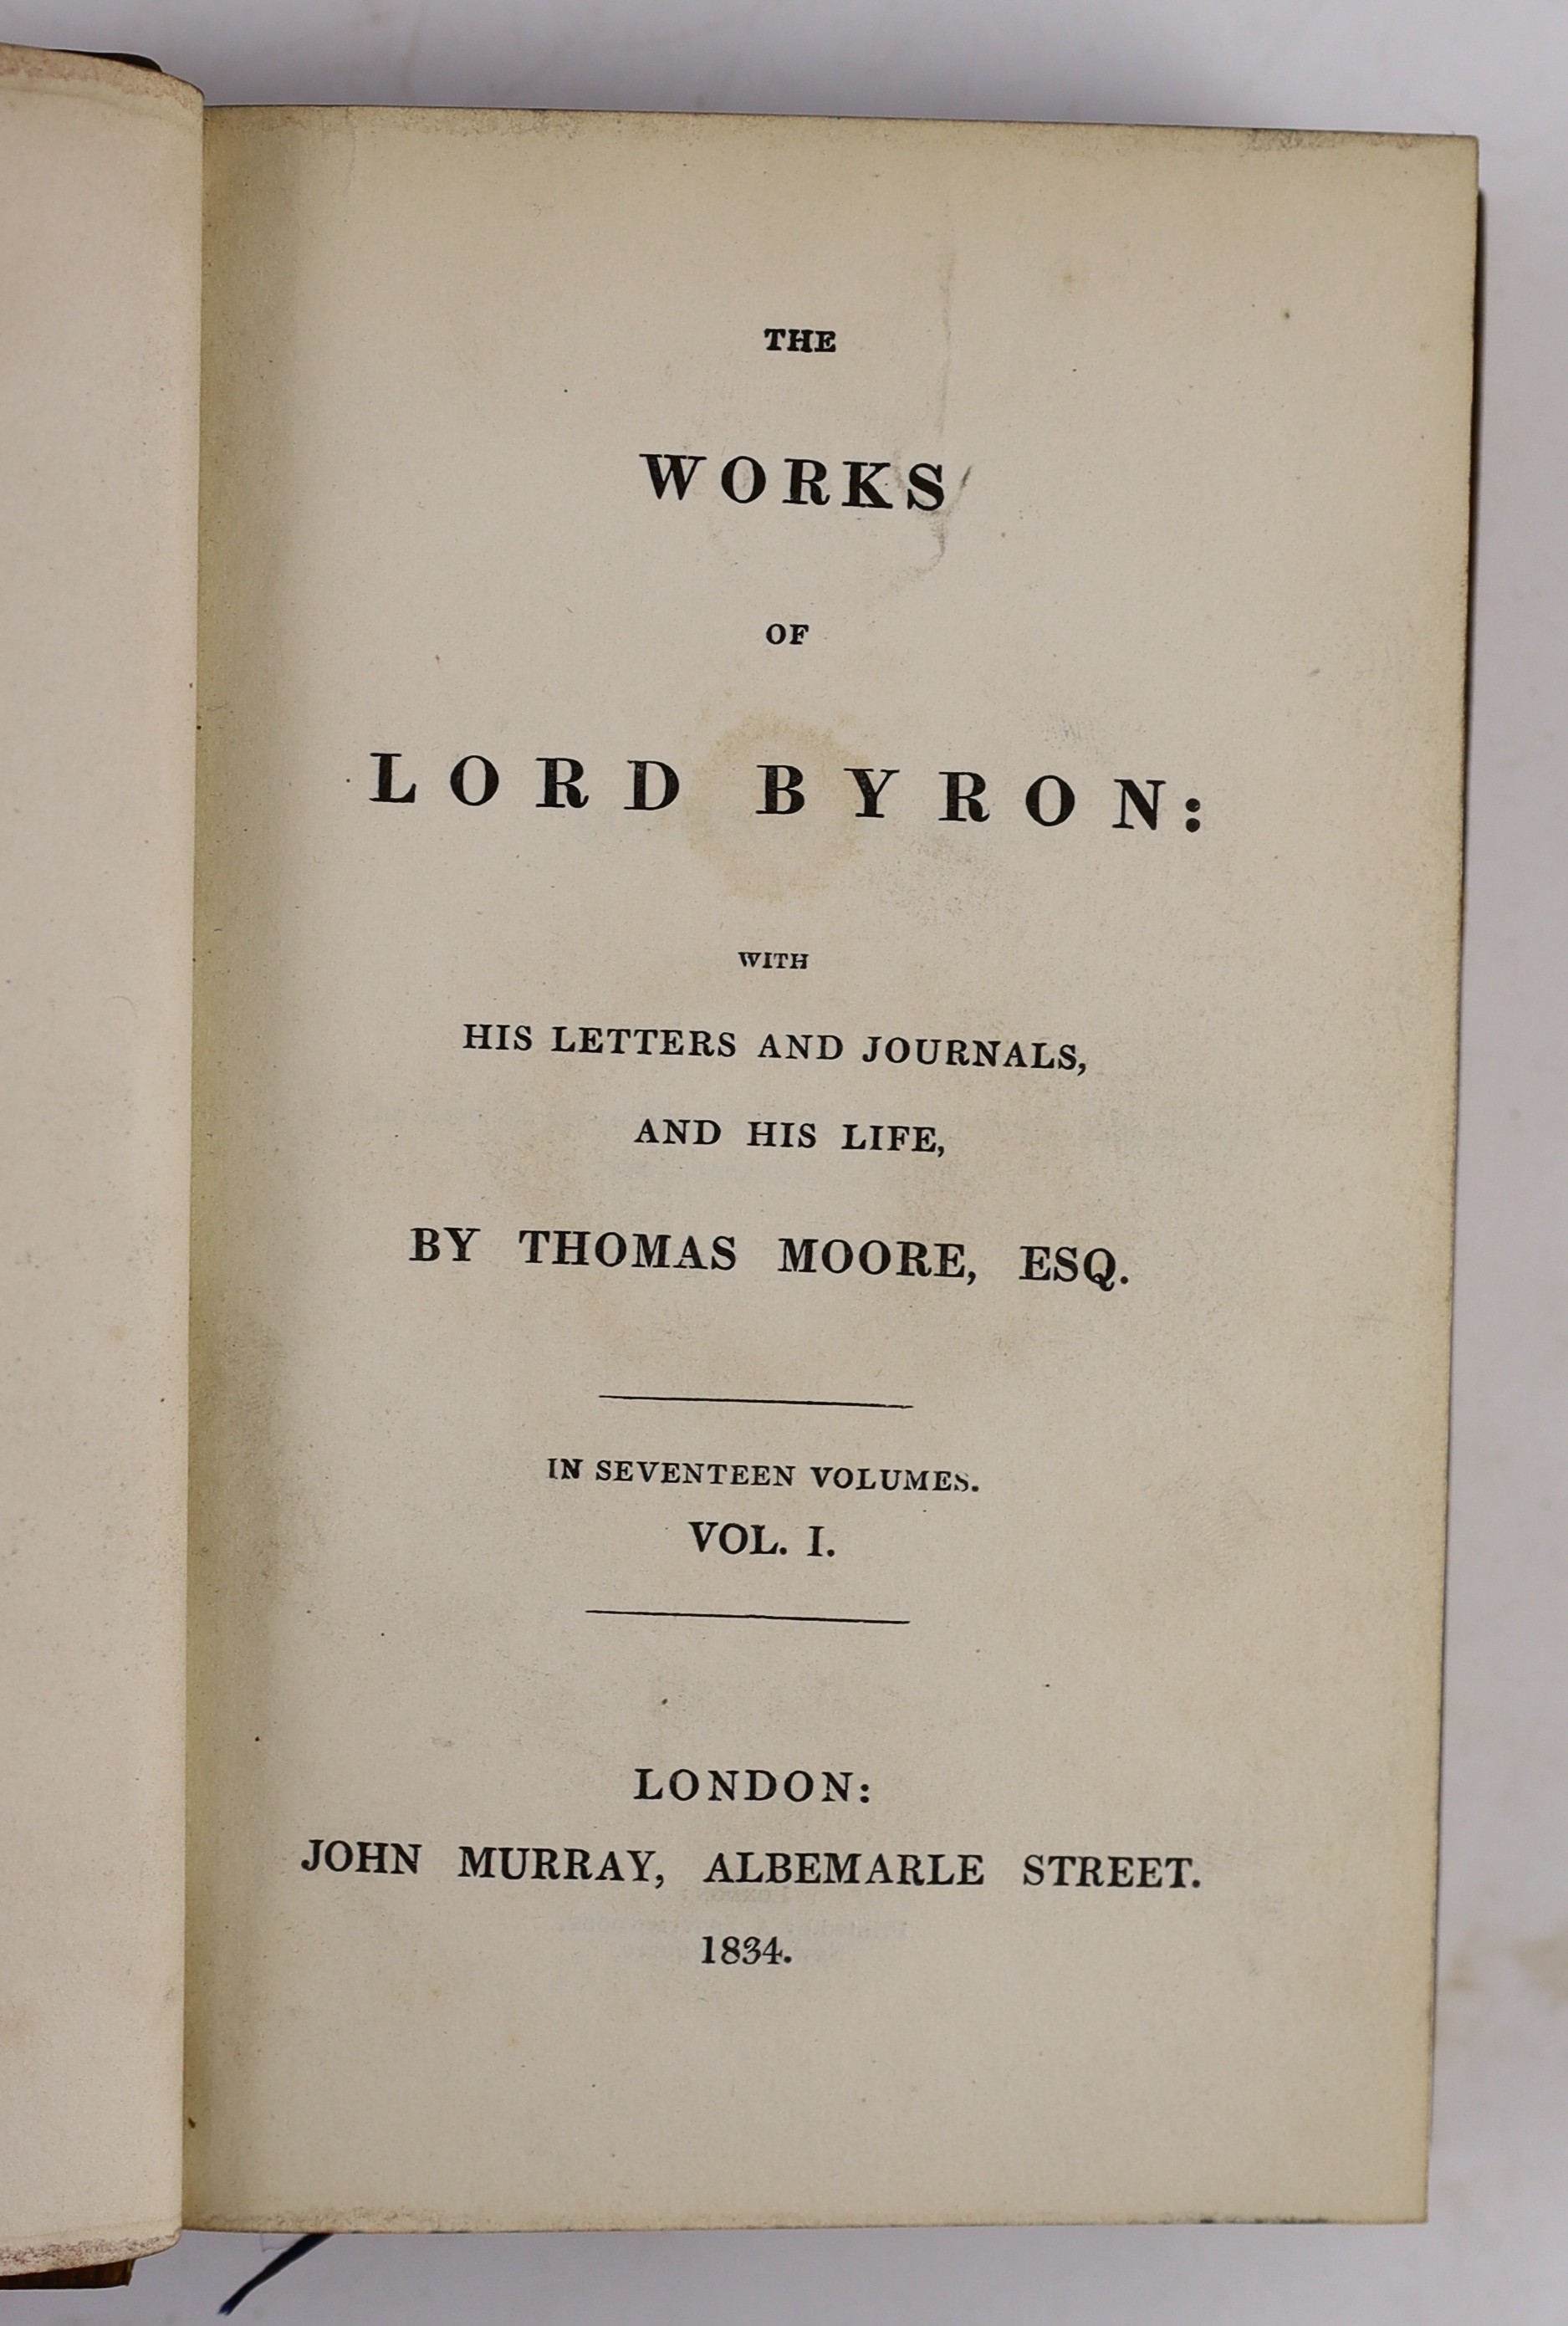 THE
WORKS
OF
LORD BYRON:
WITH
HIS LETTERS AND JOURNALS,
AND HIS LIFE,
BY THOMAS MOORE, ESQ.
IN SEVENTEEN VOLUMES.
VOL. I.
LONDON:
JOHN MURRAY, ALBEMARLE STREET.
1834.